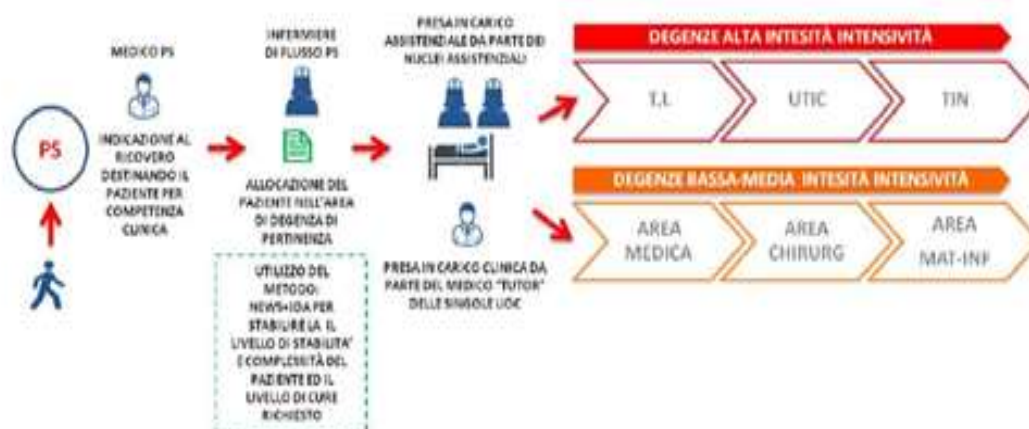 PS
MEDICO PS
INDICAZIONE AL
RICOVERO
DESTINANDO IL
PAZIENTE PER
COMPETENZA
CLINICA
INFERMIERE
DI FLUSSO PS
ALLOCAZIONE DEL
PAZIENTE NELL'AREA
DI DEGENZA DI
PERTINENZA
UTILIZZO DEL
METODO:
NEWS+IDA PER
STABILIRE LA IL
LIVELLO DI STABILITA'
E COMPLESSITÀ DEL
PAZIENTE ED IL
LIVELLO DI CURE
RICHIESTO
PRESA IN CARICO
ASSISTENZIALE DA PARTE DEI
NUCLEI ASSISTENZIALI
PRESA IN CARICO CLINICA DA
PARTE DEL MEDICO "TUTOR"
DELLE SINGOLE UOC
DEGENZE ALTA INTESITÀ INTENSIVITÀ
T.I.
UTIC
TIN
DEGENZE BASSA-MEDIA INTESITÀ INTENSIVITÀ
AREA
MEDICA
AREA
CHIRURG
AREA
MAT-INF